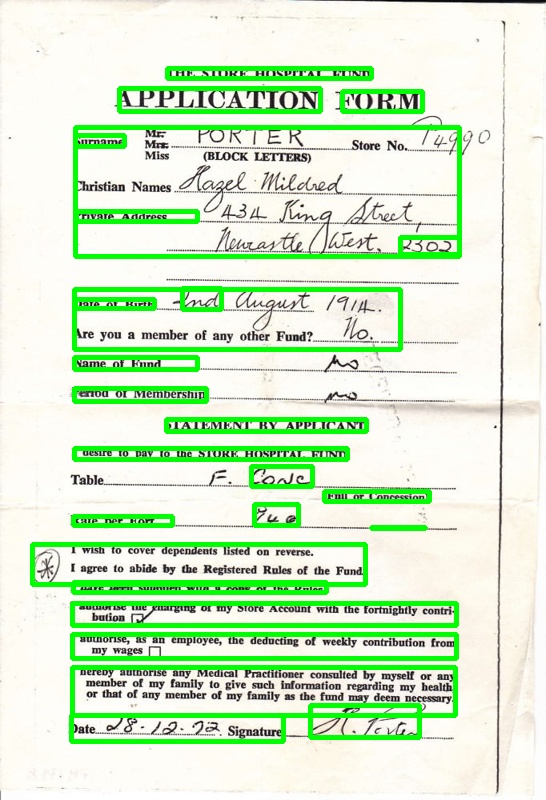 THE STORE HOSPITAL FUND
APPLICATION FORM
Surname Mr. Mrs. Miss PORTER Store No. P4990
(BLOCK LETTERS)
Christian Names Hazel Mildred
Private Address 434 King Street,
Newcastle West. 2302
Date of Birth 2nd August 1914.
Are you a member of any other Fund? No.
Name of Fund no
Period of Membership no
STATEMENT BY APPLICANT
desire to pay to the STORE HOSPITAL FUND
Table F. Conc
Full or Concession
Rate per Fort.
I wish to cover dependents listed on reverse.
I agree to abide by the Registered Rules of the Fund.
have been supplied with a copy of the Rules
authorise the charging of my Store Account with the fortnightly contri-
bution
authorise, as an employee, the deducting of weekly contribution from
my wages
hereby authorise any Medical Practitioner consulted by myself or any
member of my family to give such information regarding my health
or that of any member of my family as the fund may deem necessary.
Date 28.12.72 Signature H. Porter